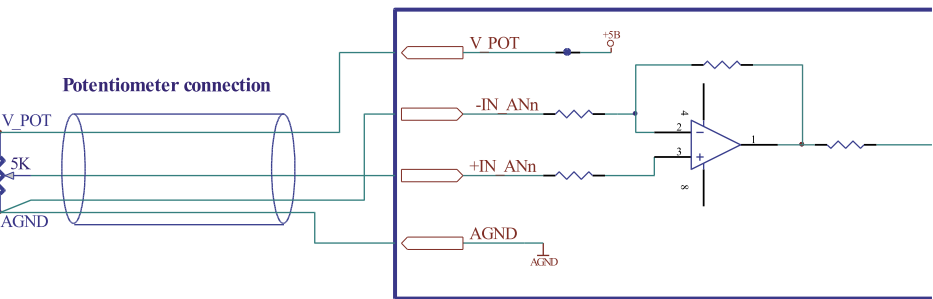 +5B
V_POT
Potentiometer connection
-IN_ANn
4
V_POT
2
1
3
5K
+IN_ANn
8
AGND
AGND
AGND